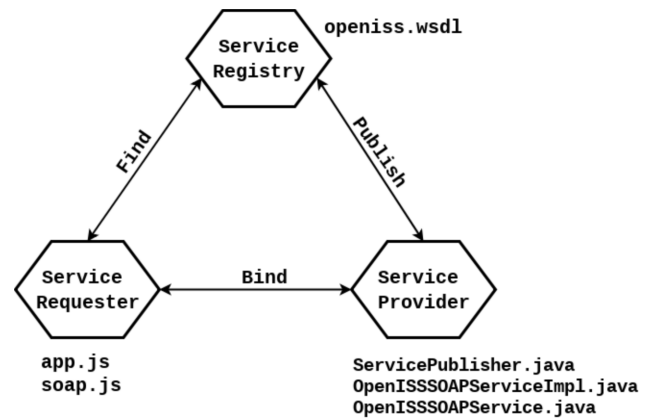 Service
Registry
openiss.wsdl
Find
Publish
Service
Requester
Bind
Service
Provider
app.js
soap.js
ServicePublisher.java
OpenISSSOAPServiceImpl.java
OpenISSSOAPService.java